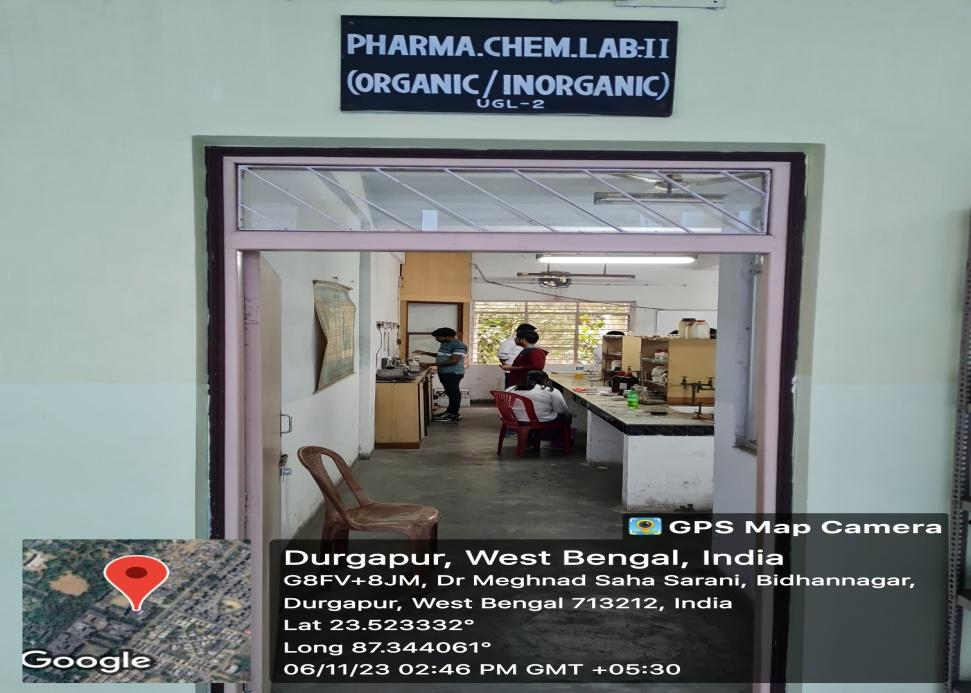 PHARMA.CHEM.LAB-II
(ORGANIC/INORGANIC)
UGL-2
GPS Map Camera
Durgapur, West Bengal, India
G8FV+8JM, Dr Meghnad Saha Sarani, Bidhannagar,
Durgapur, West Bengal 713212, India
Lat 23.523332°
Long 87.344061°
06/11/23 02:46 PM GMT +05:30
Google